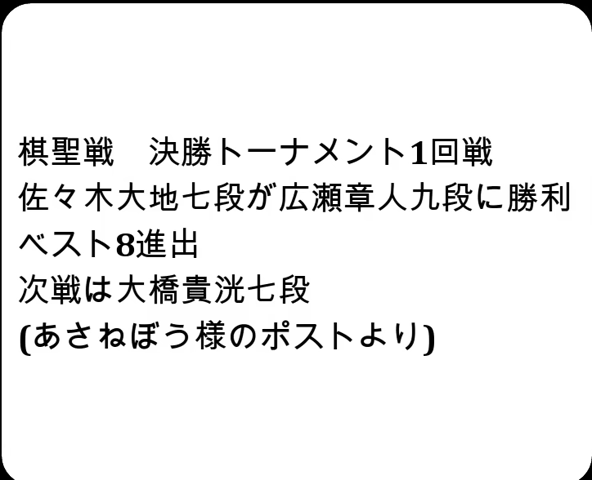 棋聖戦　決勝トーナメント1回戦
佐々木大地七段が広瀬章人九段に勝利
ベスト8進出
次戦は大橋貴洸七段
(あさねぼう様のポストより)